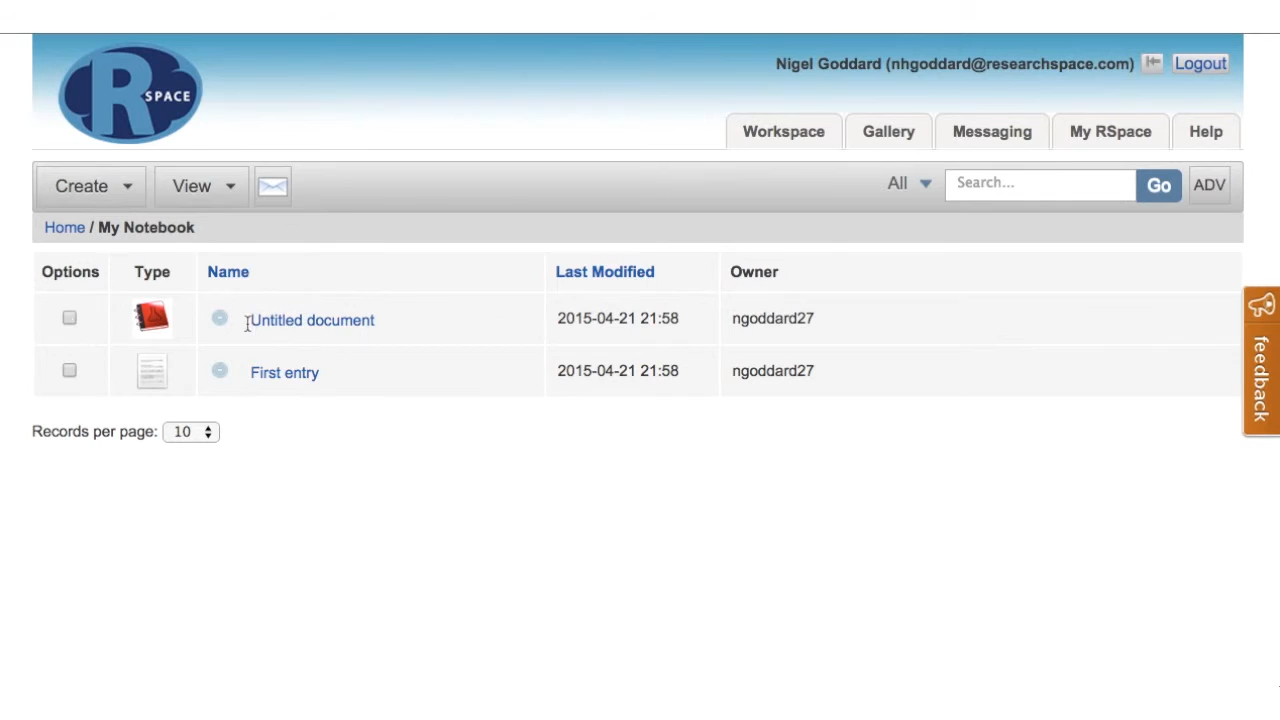 R SPACE
Nigel Goddard (nhgoddard@researchspace.com) Logout
Workspace Gallery Messaging My RSpace Help
Create View All Search... Go ADV
Home / My Notebook
Options Type Name Last Modified Owner
Untitled document 2015-04-21 21:58 ngoddard27
First entry 2015-04-21 21:58 ngoddard27
feedback
Records per page: 10